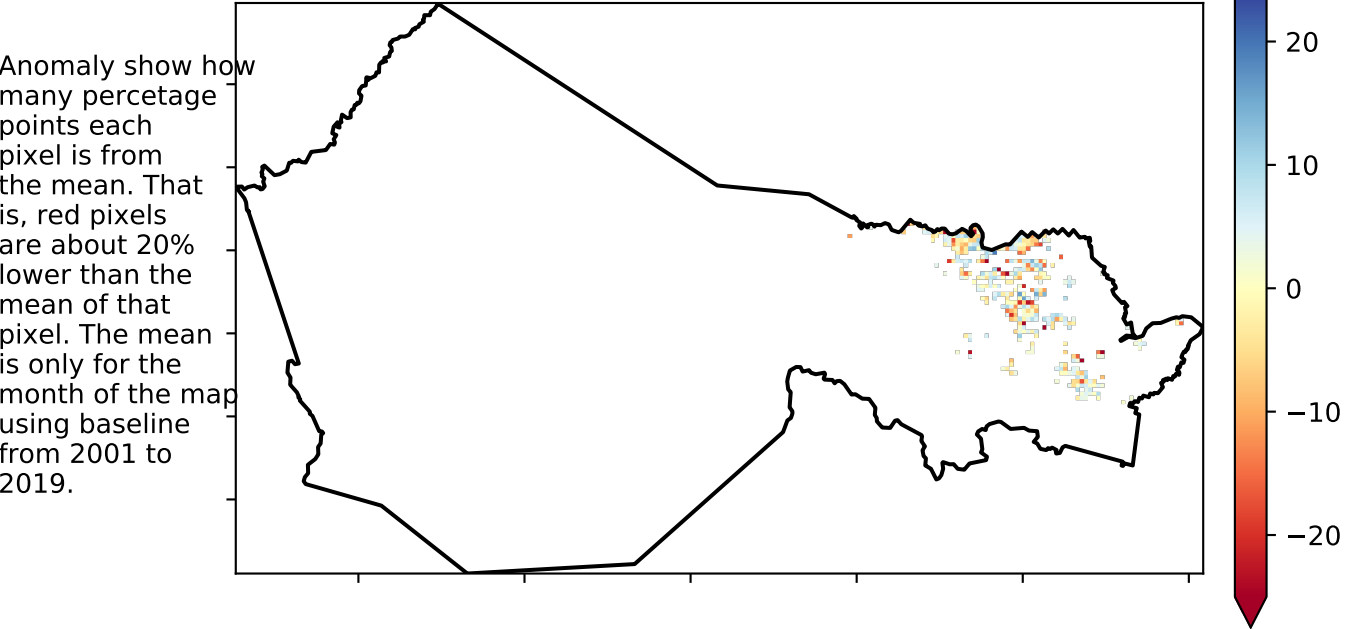 Anomaly show how
many percetage
points each
pixel is from
the mean. That
is, red pixels
are about 20%
lower than the
mean of that
pixel. The mean
is only for the
month of the map
using baseline
from 2001 to
2019.
20
10
0
−10
−20